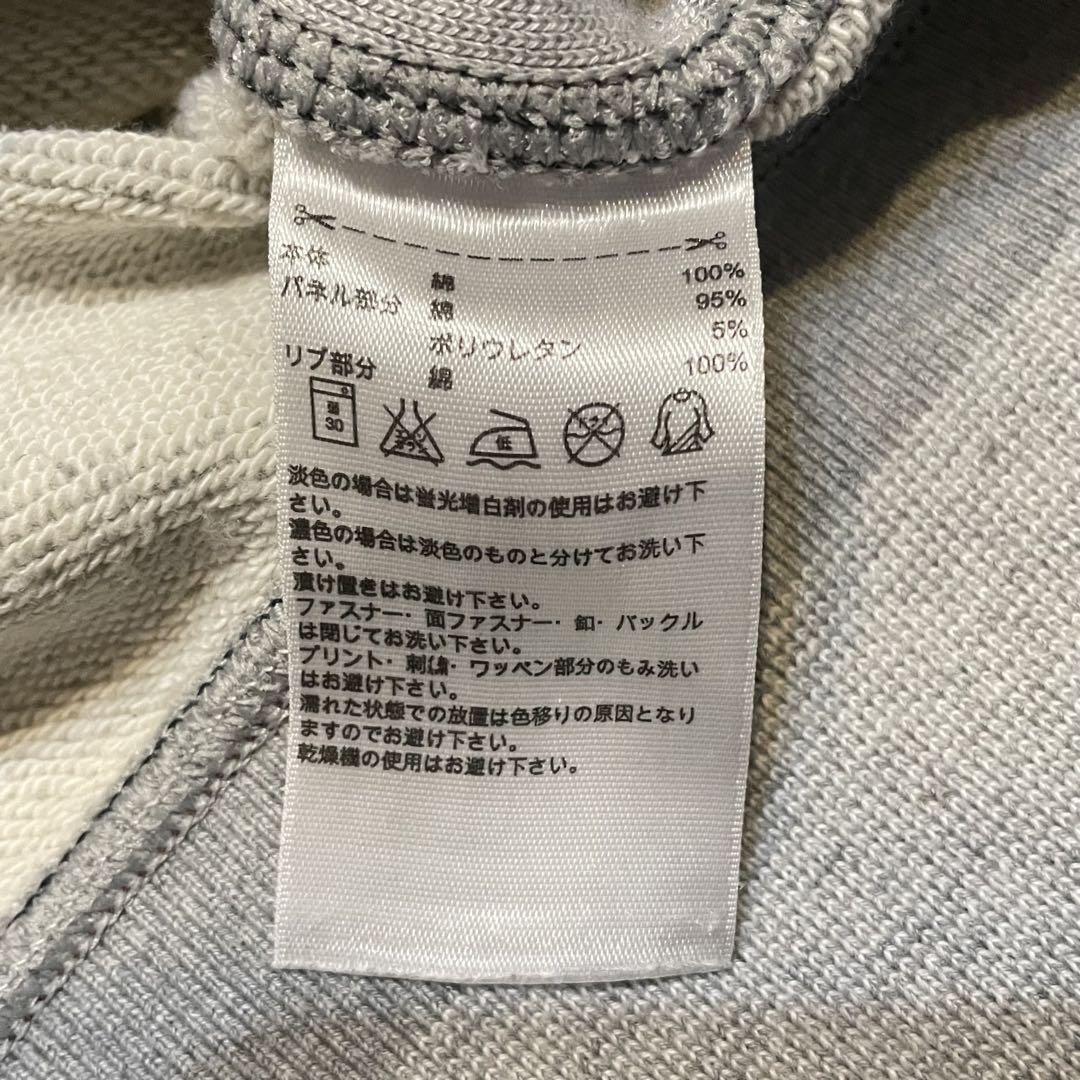 本体 綿 100%
パネル部分 綿 95%
ポリウレタン 5%
リブ部分 綿 100%
弱
30
低
淡色の場合は蛍光増白剤の使用はお避け下
さい。
濃色の場合は淡色のものと分けてお洗い下
さい。
漬け置きはお避け下さい。
ファスナー・面ファスナー・釦・バックル
は閉じてお洗い下さい。
プリント・刺繍・ワッペン部分のもみ洗い
はお避け下さい。
濡れた状態での放置は色移りの原因となり
ますのでお避け下さい。
乾燥機の使用はお避け下さい。